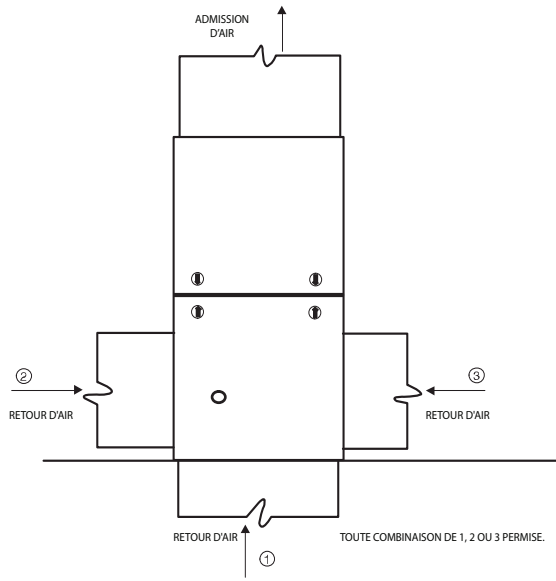 ADMISSION
D'AIR
②
③
RETOUR D'AIR
RETOUR D'AIR
RETOUR D'AIR
TOUTE COMBINAISON DE 1, 2 OU 3 PERMISE.
①